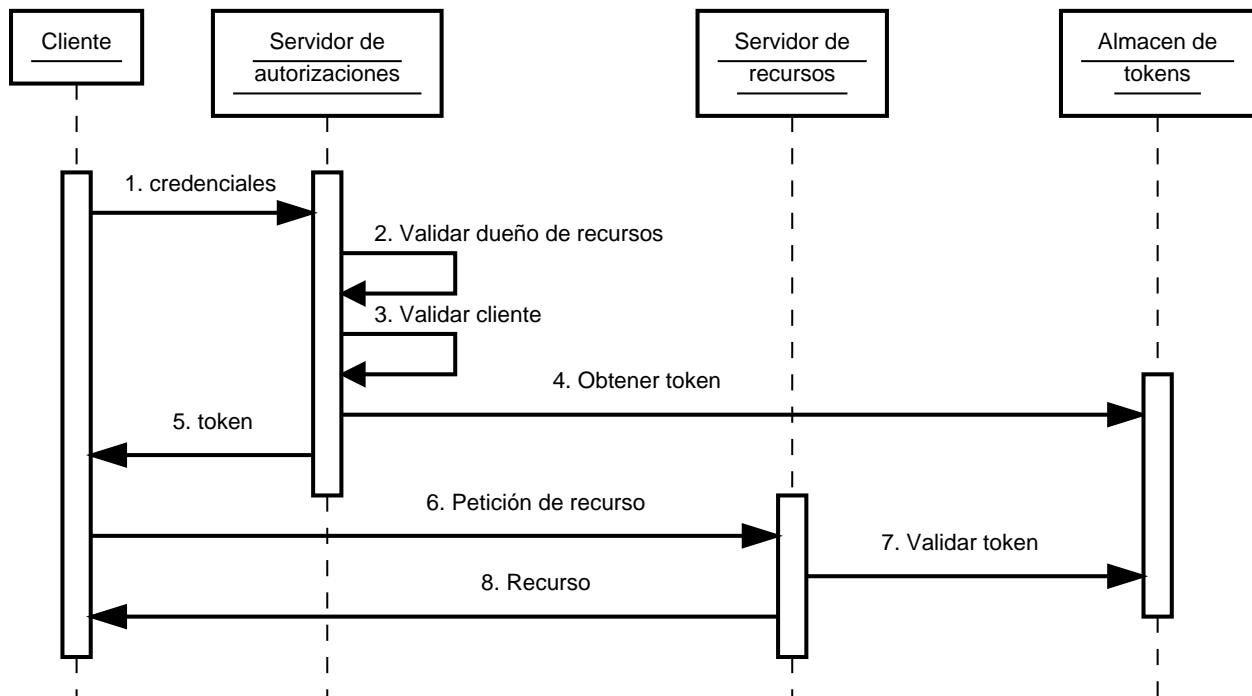 Cliente
Servidor de
autorizaciones
Servidor de
recursos
Almacen de
tokens
1. credenciales
2. Validar dueño de recursos
3. Validar cliente
4. Obtener token
5. token
6. Petición de recurso
7. Validar token
8. Recurso